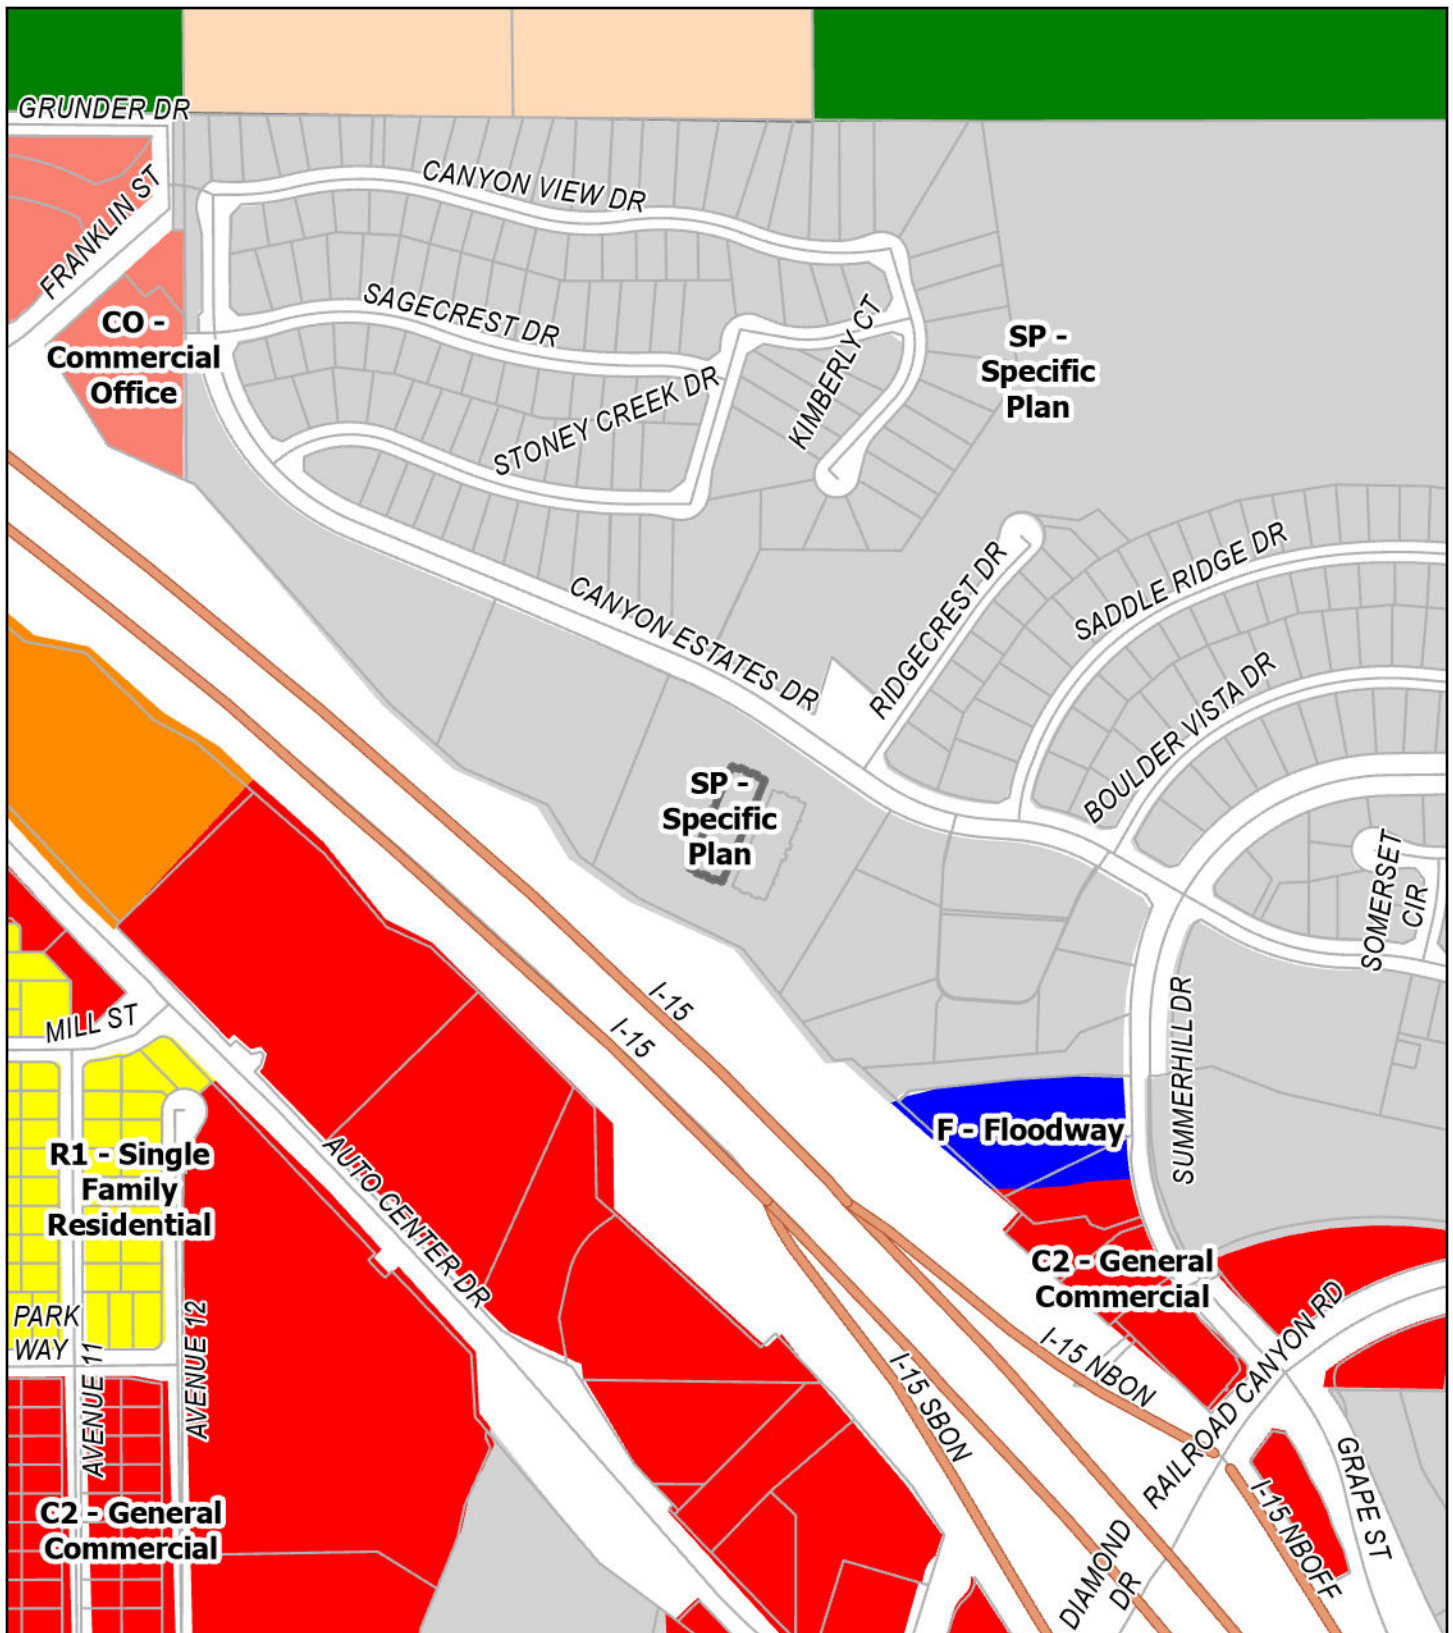 GRUNDER DR
FRANKLIN ST
CANYON VIEW DR
SAGECREST DR
CO -
Commercial
Office
KIMBERLY CT
SP -
Specific
Plan
STONEY CREEK DR
SADDLE RIDGE DR
RIDGECREST DR
CANYON ESTATES DR
BOULDER VISTA DR
SP -
Specific
Plan
SOMERSET
CIR
I-15
I-15
MILL ST
SUMMERHILL DR
F - Floodway
R1 - Single
Family
Residential
AUTO CENTER DR
C2 - General
Commercial
PARK
WAY
AVENUE 12
AVENUE 11
I-15 NBON
I-15 SBON
RAILROAD CANYON RD
GRAPE ST
C2 - General
Commercial
I-15 NBOFF
DIAMOND
DR